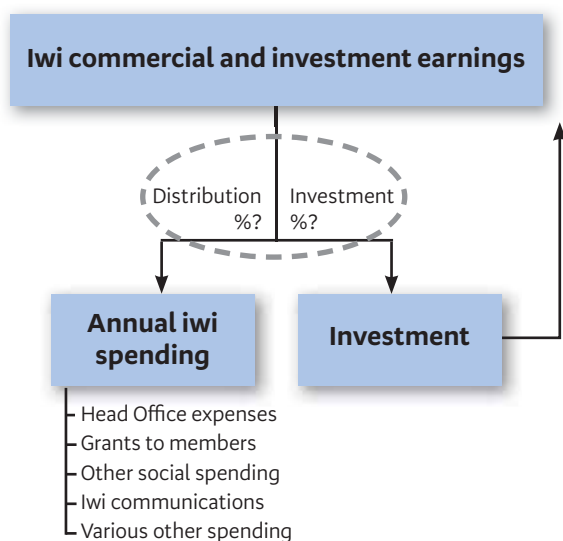 Iwi commercial and investment earnings
Distribution Investment
%? %?
Annual iwi
spending
Investment
Head Office expenses
Grants to members
Other social spending
Iwi communications
Various other spending